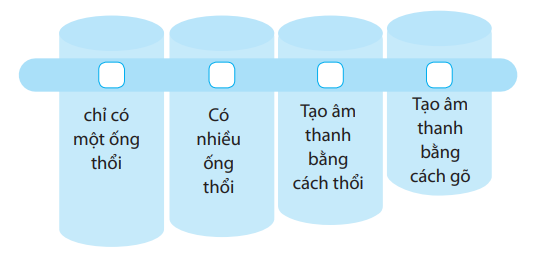 chỉ có
một ống
thổi
Có
nhiều
ống
thổi
Tạo âm
thanh
bằng
cách thổi
Tạo âm
thanh
bằng
cách gõ